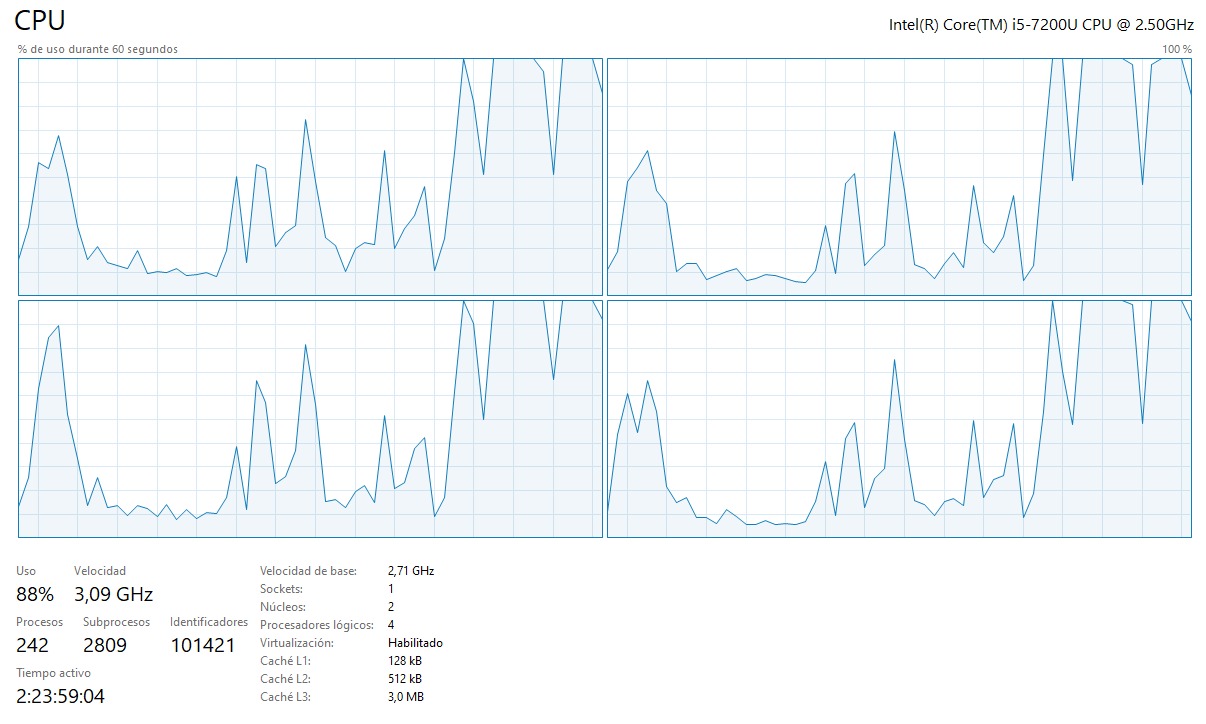 CPU
Intel(R) Core(TM) i5-7200U CPU @ 2.50GHz
% de uso durante 60 segundos
100 %
Uso
Velocidad
88%
3,09 GHz
Procesos
Subprocesos
Identificadores
242
2809
101421
Tiempo activo
2:23:59:04
Velocidad de base: 2,71 GHz
Sockets: 1
Núcleos: 2
Procesadores lógicos: 4
Virtualización: Habilitado
Caché L1: 128 kB
Caché L2: 512 kB
Caché L3: 3,0 MB